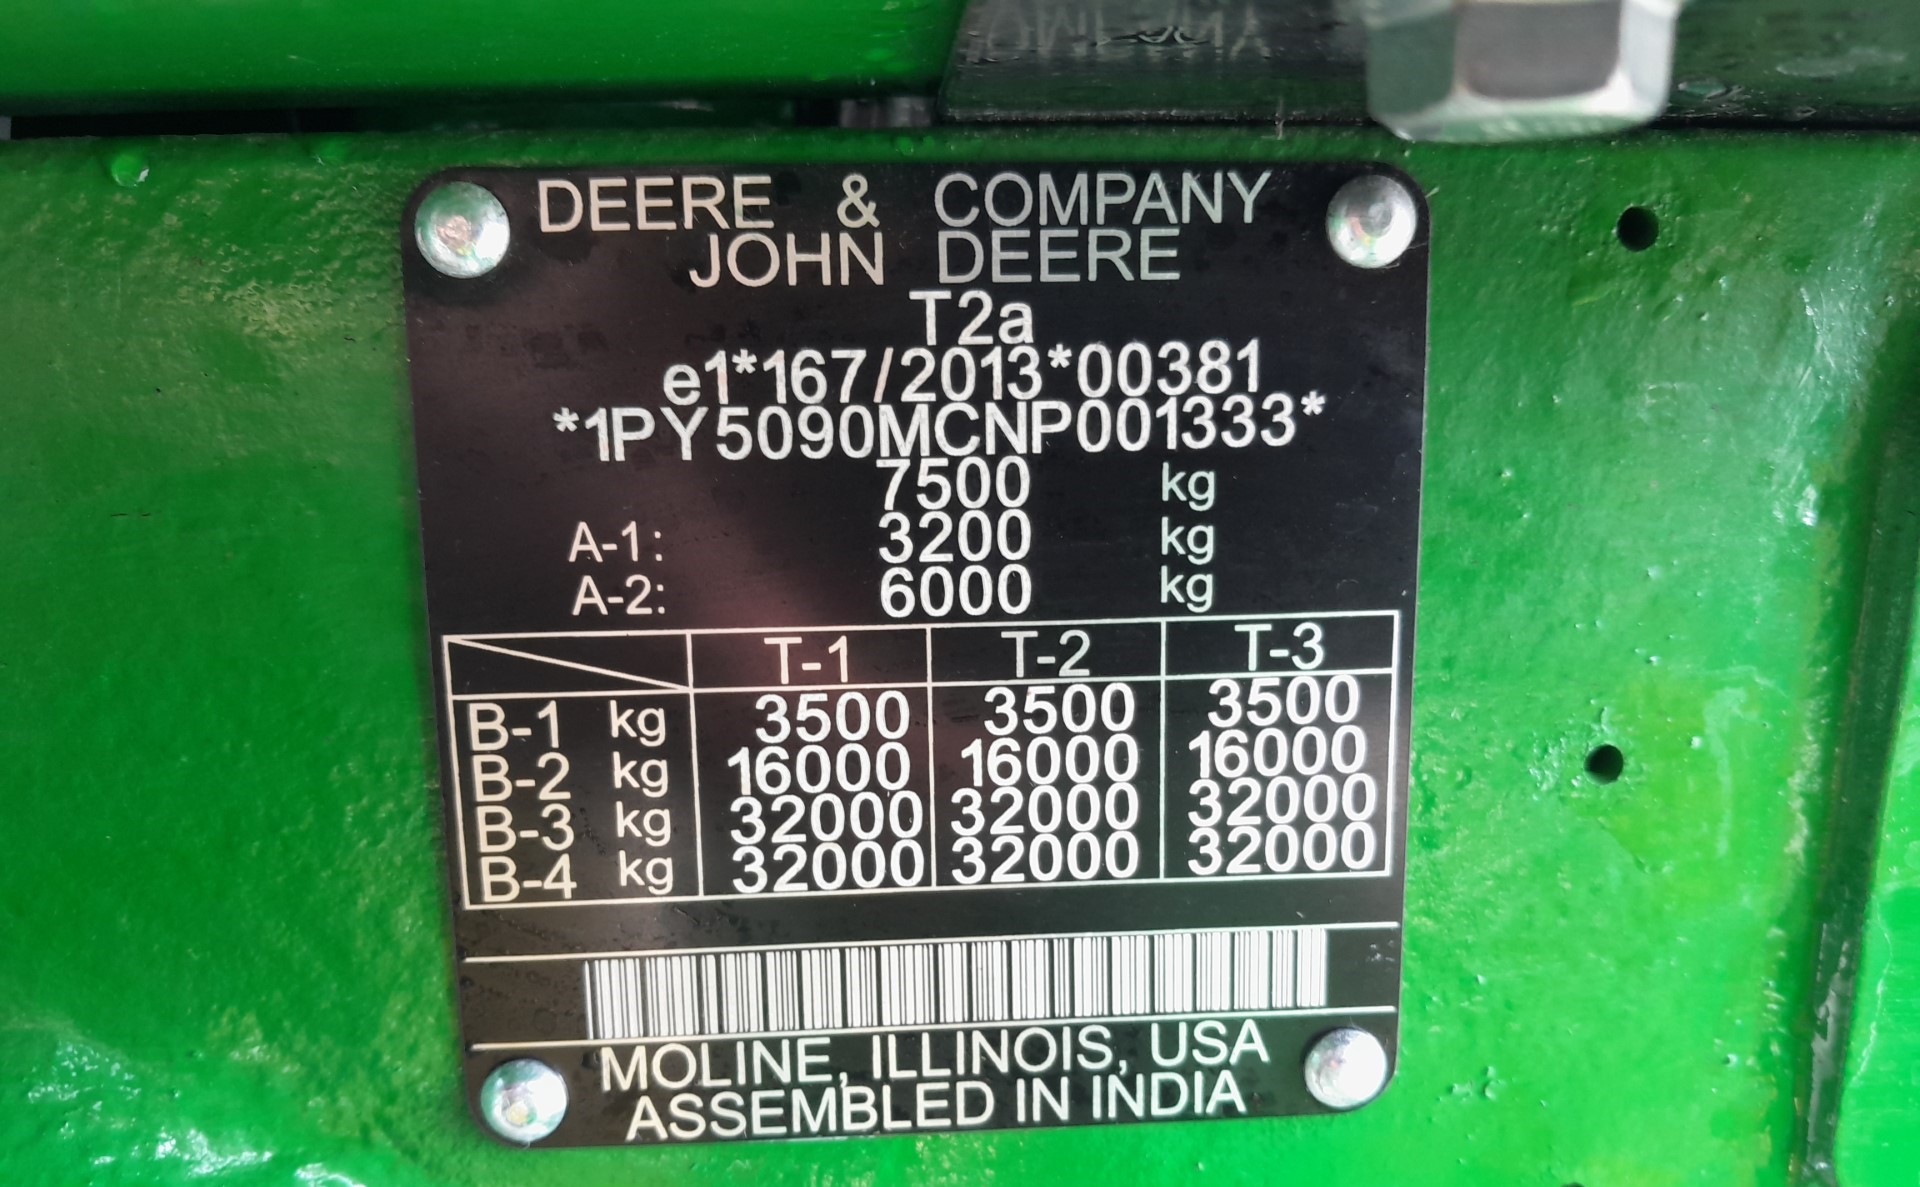 DEERE & COMPANY
JOHN DEERE
T2a
e1*167/2013*00381
*1PY5090MCNP001333*
7500 kg
A-1: 3200 kg
A-2: 6000 kg
T-1 T-2 T-3
B-1 kg 3500 3500 3500
B-2 kg 16000 16000 16000
B-3 kg 32000 32000 32000
B-4 kg 32000 32000 32000
MOLINE, ILLINOIS, USA
ASSEMBLED IN INDIA